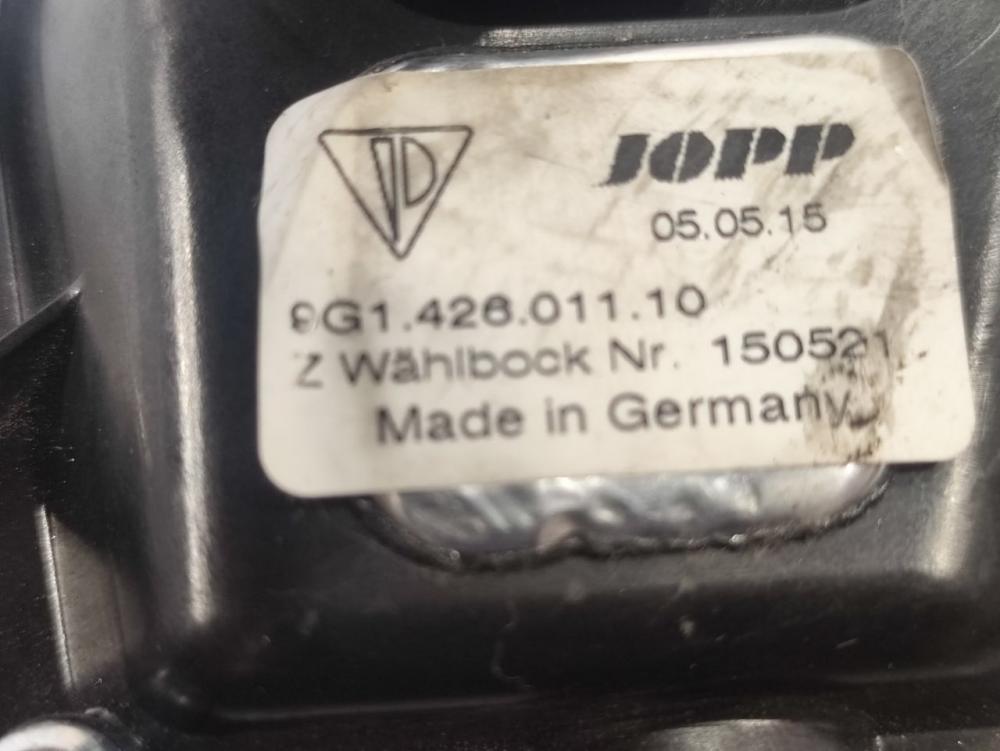 JOPP
05.05.15
9G1.426.011.10
Z Wählbock Nr. 150521
Made in Germany